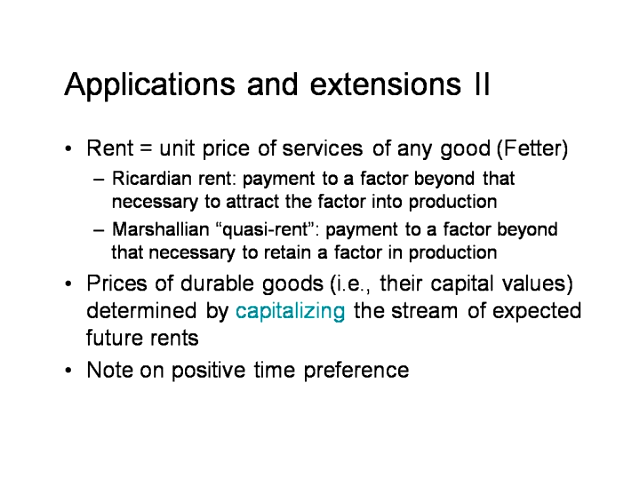 Applications and extensions II
• Rent = unit price of services of any good (Fetter)
– Ricardian rent: payment to a factor beyond that
necessary to attract the factor into production
– Marshallian “quasi-rent”: payment to a factor beyond
that necessary to retain a factor in production
• Prices of durable goods (i.e., their capital values)
determined by capitalizing the stream of expected
future rents
• Note on positive time preference